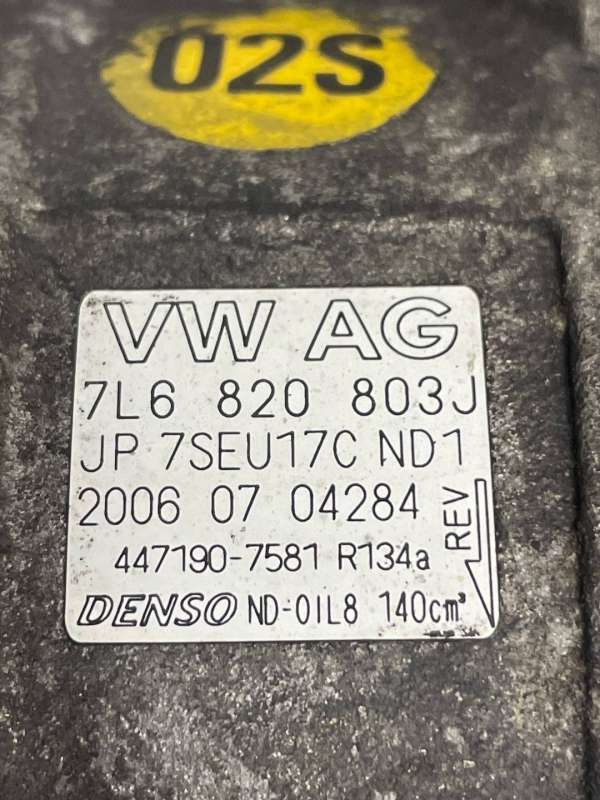 02S
VW AG
7L6 820 803J
JP 7SEU17C ND1
2006 07 04284
REV
447190-7581 R134a
DENSO ND-OIL8 140cm³